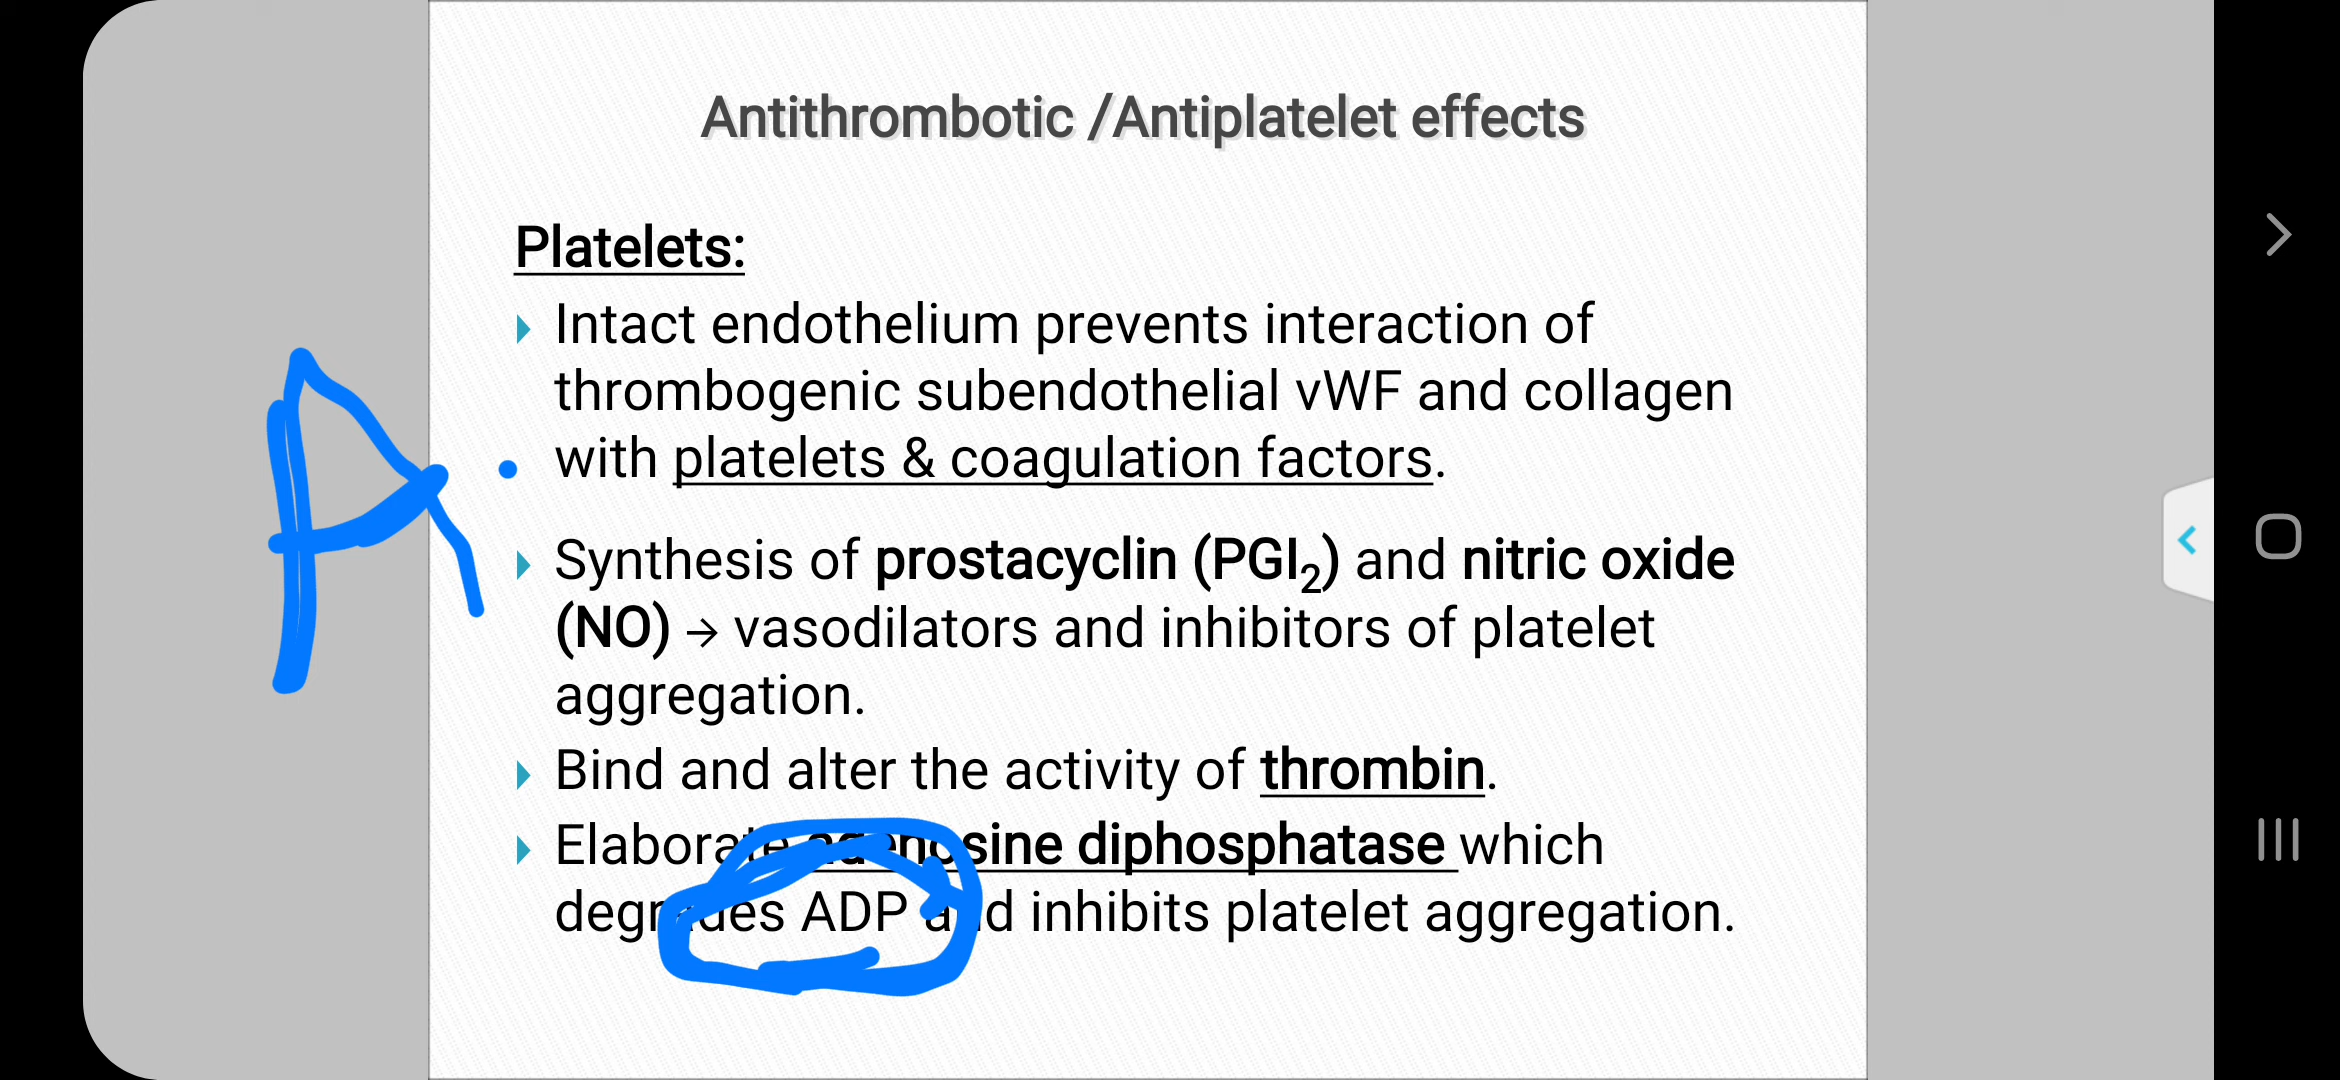 Antithrombotic /Antiplatelet effects
Platelets:
Intact endothelium prevents interaction of
thrombogenic subendothelial vWF and collagen
with platelets & coagulation factors.
A
Synthesis of prostacyclin (PGI₂) and nitric oxide
(NO) → vasodilators and inhibitors of platelet
aggregation.
Bind and alter the activity of thrombin.
Elaborate adenosine diphosphatase which
degrades ADP and inhibits platelet aggregation.